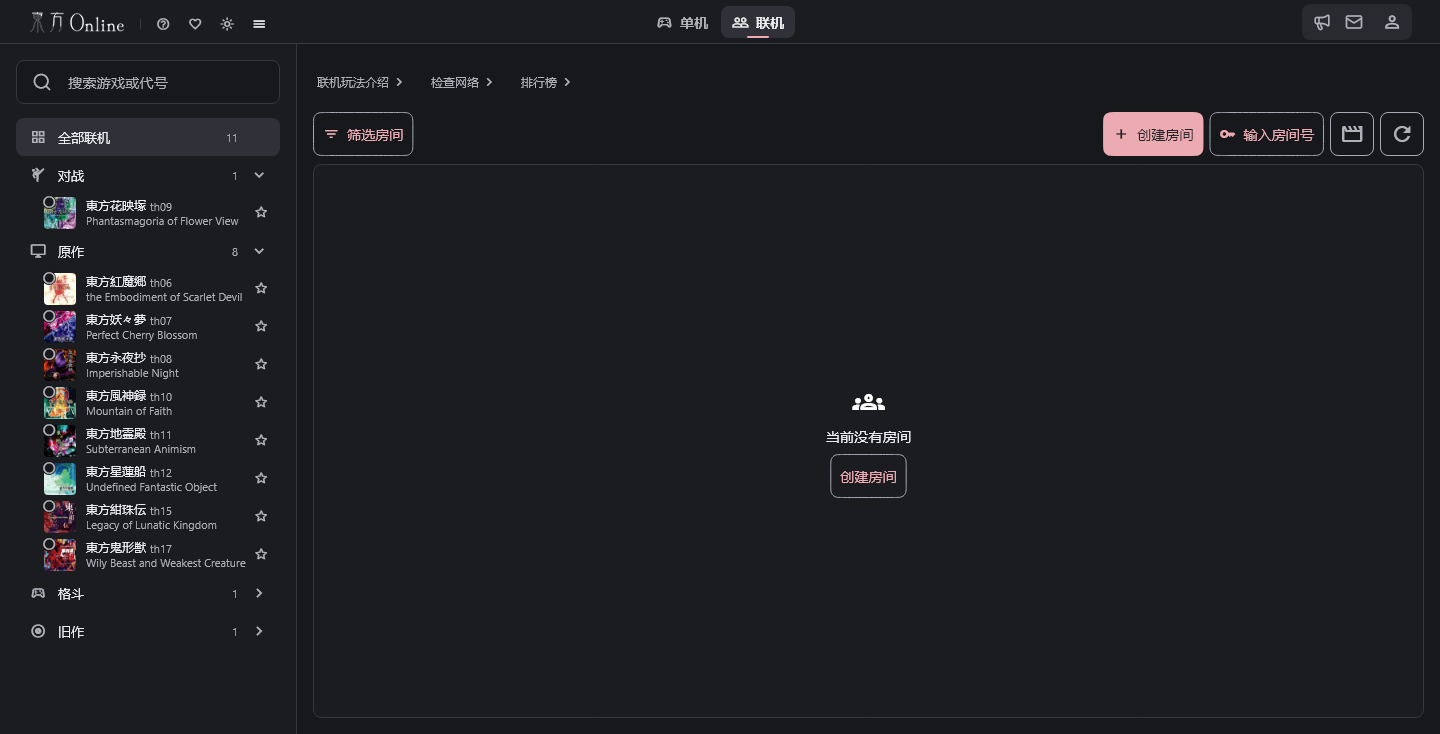 東方Online
单机
联机
搜索游戏或代号
全部联机 11
对战 1
東方花映塚 th09
Phantasmagoria of Flower View
原作 8
東方紅魔郷 th06
the Embodiment of Scarlet Devil
東方妖々夢 th07
Perfect Cherry Blossom
東方永夜抄 th08
Imperishable Night
東方風神録 th10
Mountain of Faith
東方地霊殿 th11
Subterranean Animism
東方星蓮船 th12
Undefined Fantastic Object
東方紺珠伝 th15
Legacy of Lunatic Kingdom
東方鬼形獣 th17
Wily Beast and Weakest Creature
格斗 1
旧作 1
联机玩法介绍
检查网络
排行榜
筛选房间
创建房间
输入房间号
当前没有房间
创建房间